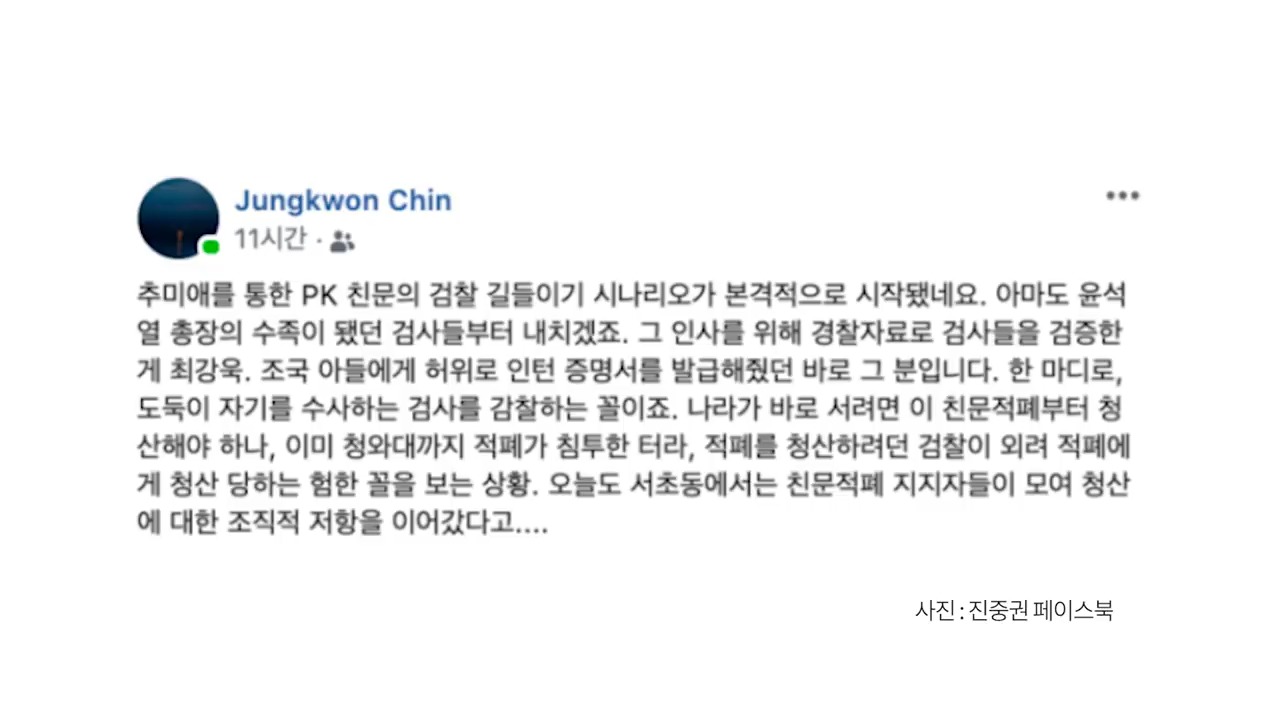 Jungkwon Chin
11시간 ·
추미애를 통한 PK 친문의 검찰 길들이기 시나리오가 본격적으로 시작됐네요. 아마도 윤석
열 총장의 수족이 됐던 검사들부터 내치겠죠. 그 인사를 위해 경찰자료로 검사들을 검증한
게 최강욱. 조국 아들에게 허위로 인턴 증명서를 발급해줬던 바로 그 분입니다. 한 마디로,
도둑이 자기를 수사하는 검사를 감찰하는 꼴이죠. 나라가 바로 서려면 이 친문적폐부터 청
산해야 하나, 이미 청와대까지 적폐가 침투한 터라, 적폐를 청산하려던 검찰이 외려 적폐에
게 청산 당하는 험한 꼴을 보는 상황. 오늘도 서초동에서는 친문적폐 지지자들이 모여 청산
에 대한 조직적 저항을 이어갔다고....
사진 : 진중권 페이스북